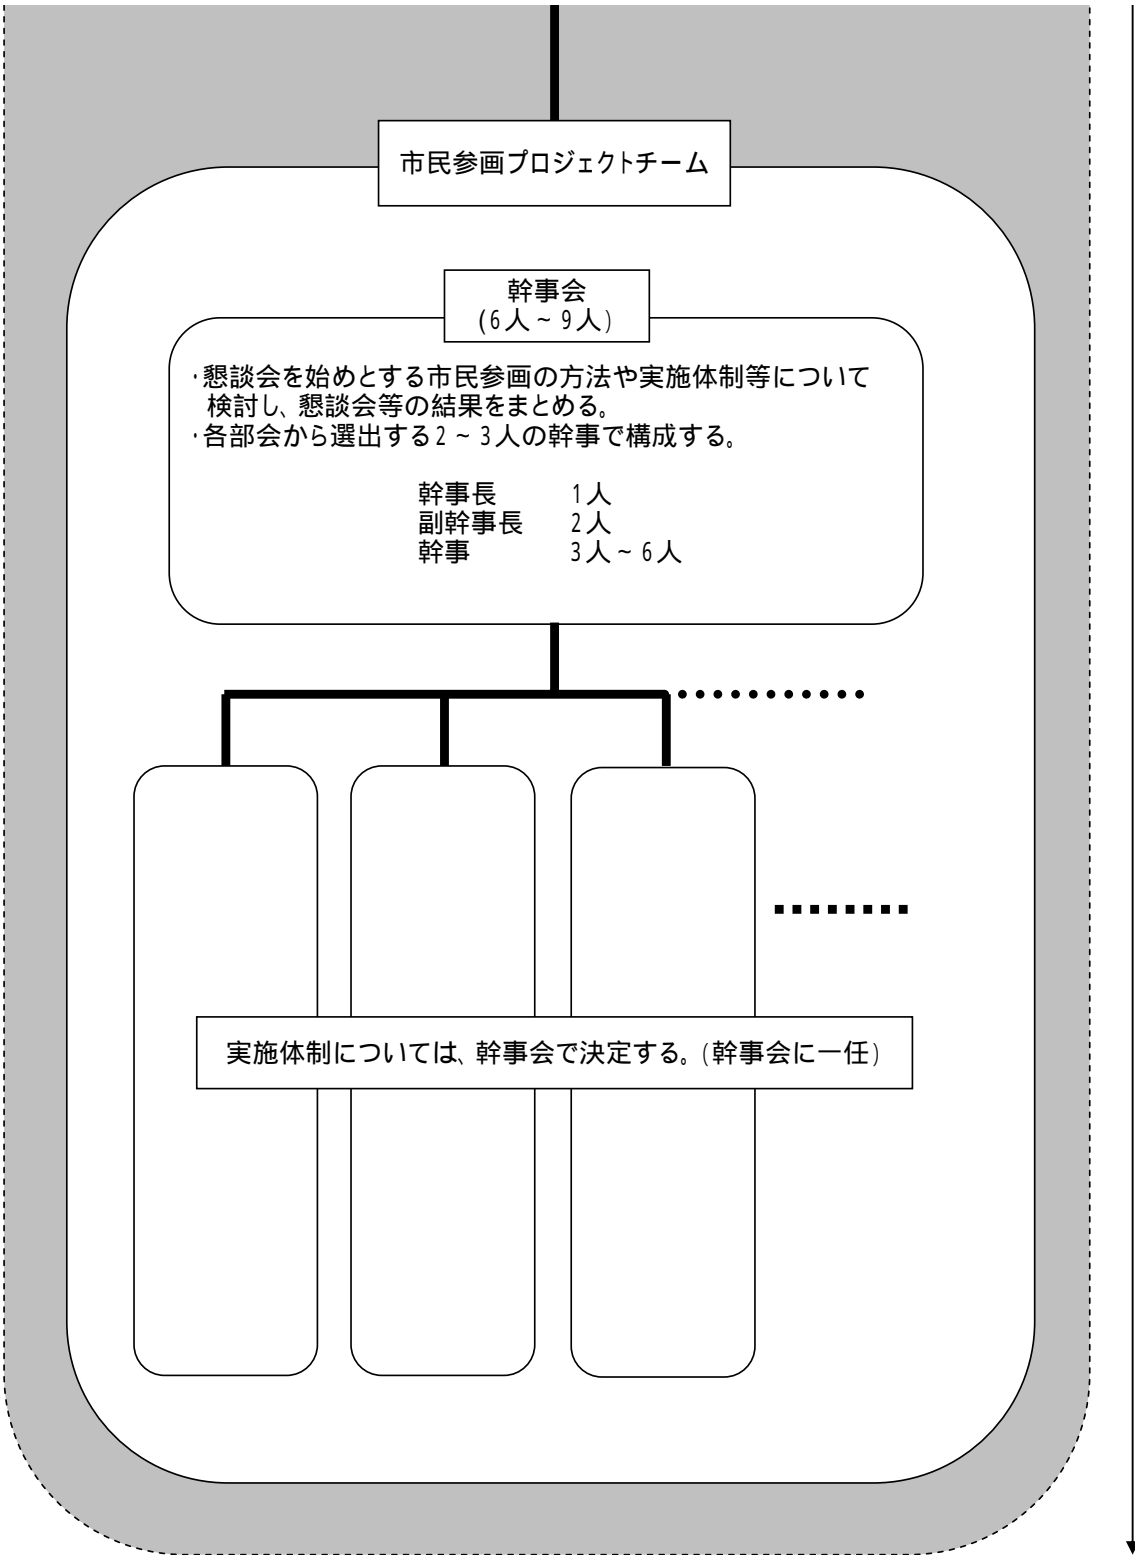 市民参画プロジェクトチーム
幹事会
(6人~9人)
・懇談会を始めとする市民参画の方法や実施体制等について
検討し、懇談会等の結果をまとめる。
・各部会から選出する2~3人の幹事で構成する。
幹事長 1人
副幹事長 2人
幹事 3人~6人
実施体制については、幹事会で決定する。(幹事会に一任)